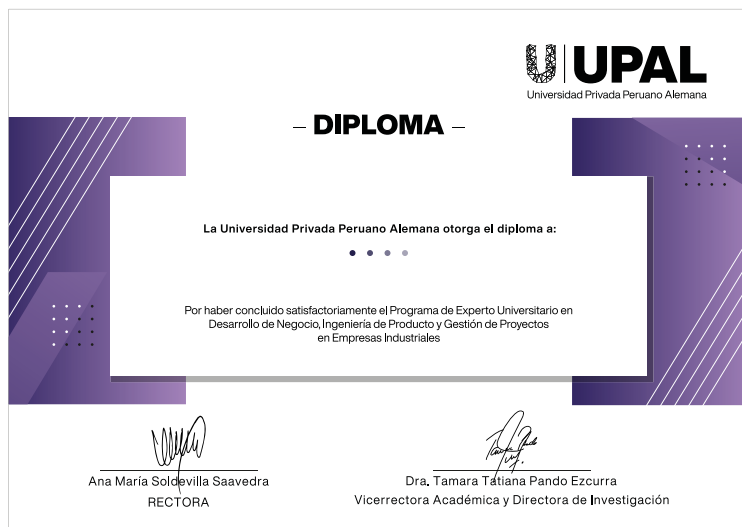 UPAL
Universidad Privada Peruano Alemana
DIPLOMA
La Universidad Privada Peruano Alemana otorga el diploma a:
Por haber concluido satisfactoriamente el Programa de Experto Universitario en
Desarrollo de Negocio, Ingeniería de Producto y Gestión de Proyectos
en Empresas Industriales
Ana María Soldevilla Saavedra
RECTORA
Dra. Tamara Tatiana Pando Ezcurra
Vicerrectora Académica y Directora de Investigación